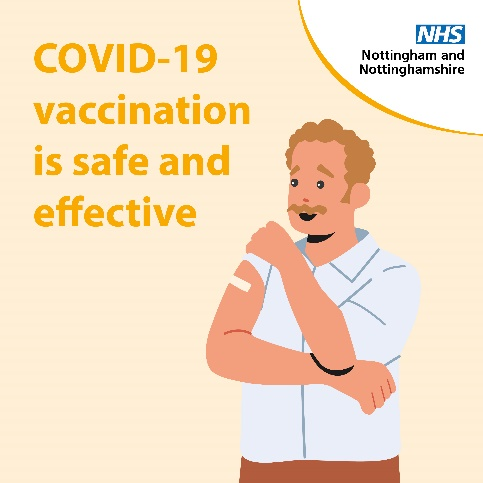 COVID-19
vaccination
is safe and
effective
NHS
Nottingham and
Nottinghamshire